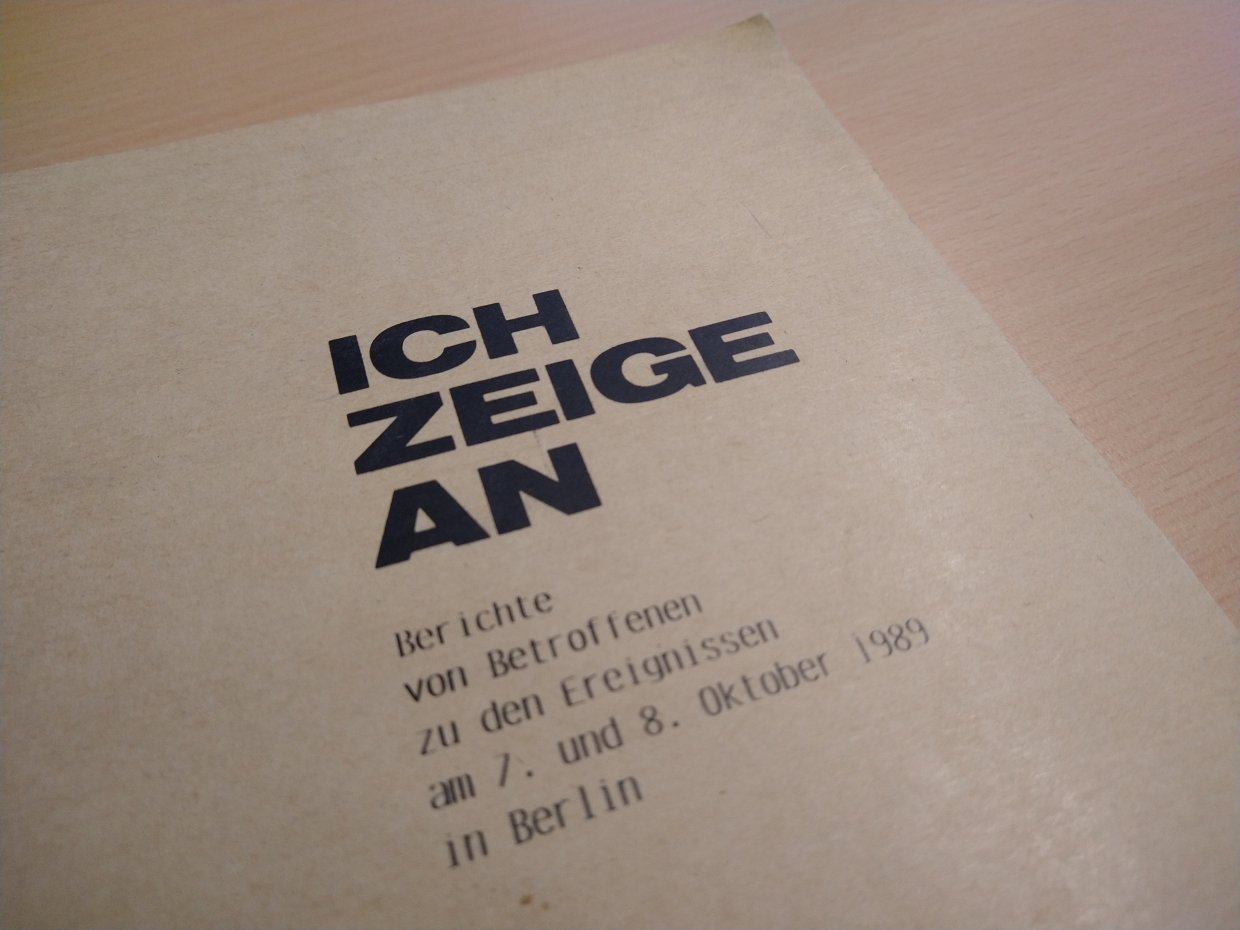 ICH
ZEIGE
AN
Berichte
von Betroffenen
zu den Ereignissen
am 7. und 8. Oktober 1989
in Berlin